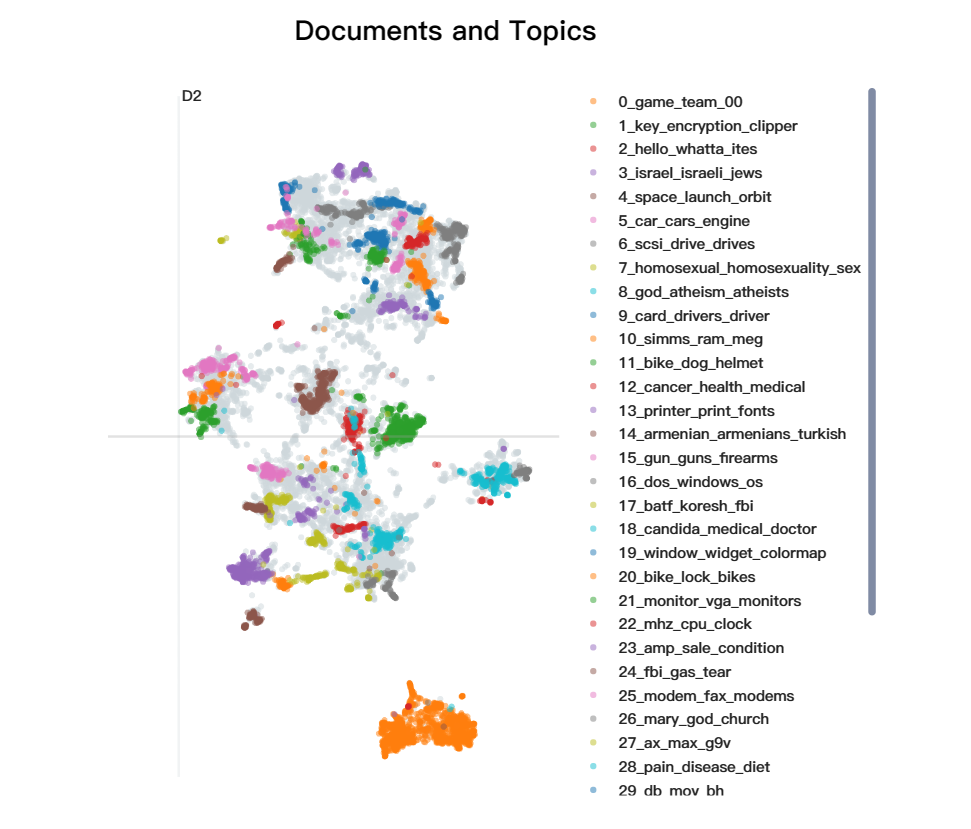 Documents and Topics
D2
0_game_team_00
1_key_encryption_clipper
2_hello_whatta_ites
3_israel_israeli_jews
4_space_launch_orbit
5_car_cars_engine
6_scsi_drive_drives
7_homosexual_homosexuality_sex
8_god_atheism_atheists
9_card_drivers_driver
10_simms_ram_meg
11_bike_dog_helmet
12_cancer_health_medical
13_printer_print_fonts
14_armenian_armenians_turkish
15_gun_guns_firearms
16_dos_windows_os
17_batf_koresh_fbi
18_candida_medical_doctor
19_window_widget_colormap
20_bike_lock_bikes
21_monitor_vga_monitors
22_mhz_cpu_clock
23_amp_sale_condition
24_fbi_gas_tear
25_modem_fax_modems
26_mary_god_church
27_ax_max_g9v
28_pain_disease_diet
29_db_mov_bh